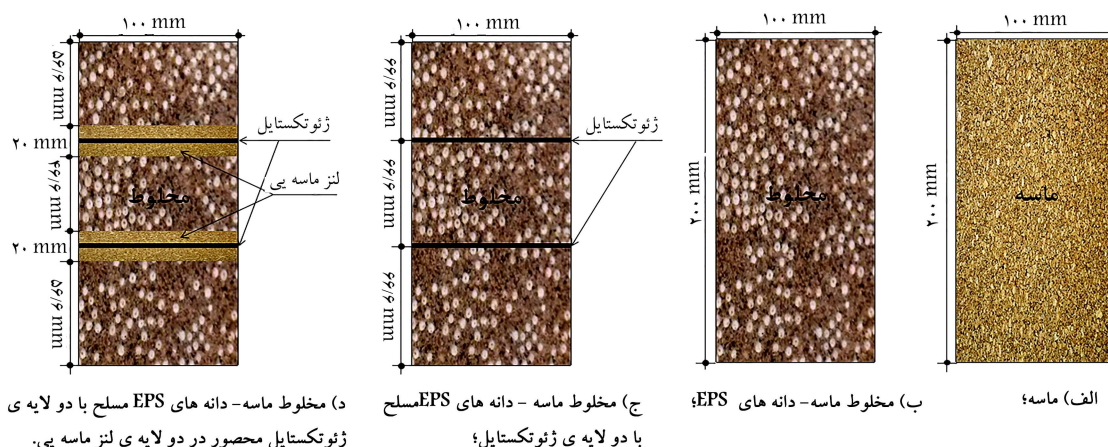 ۱۰۰ mm
۱۰۰ mm
۱۰۰ mm
۱۰۰ mm
۵۶/۶ mm
۲۰ mm
۴۶/۶ mm
۲۰ mm
۵۶/۶ mm
مخلوط
ژئوتکستایل
لنز ماسه یی
۶۶/۶ mm
۶۶/۶ mm
۶۶/۶ mm
مخلوط
ژئوتکستایل
۲۰۰ mm
مخلوط
۲۰۰ mm
ماسه
الف) ماسه؛
ب) مخلوط ماسه- دانه های EPS؛
ج) مخلوط ماسه - دانه های EPSمسلح
با دو لایه ی ژئوتکستایل؛
د) مخلوط ماسه- دانه های EPS مسلح با دو لایه ی
ژئوتکستایل محصور در دو لایه ی لنز ماسه یی.